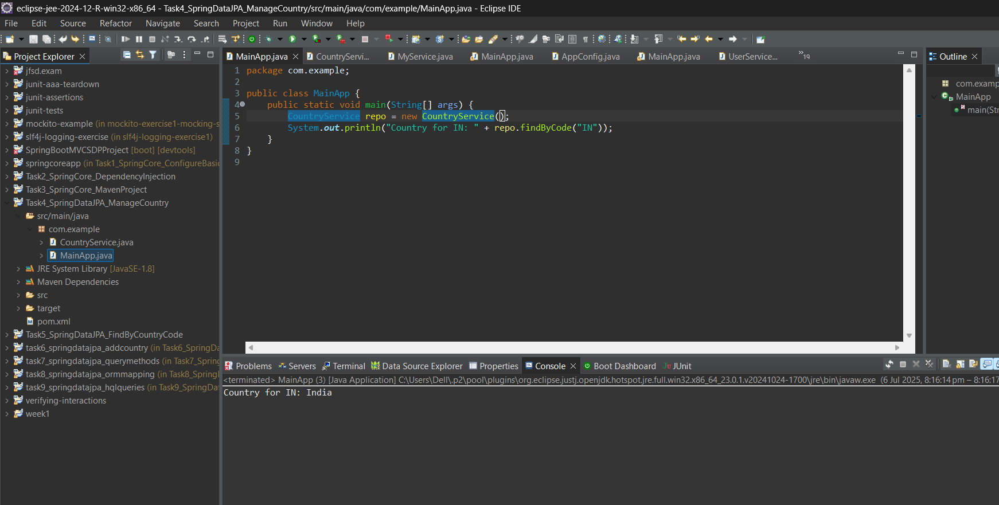 eclipse-jee-2024-12-R-win32-x86_64 - Task4_SpringDataJPA_ManageCountry/src/main/java/com/example/MainApp.java - Eclipse IDE
File Edit Source Refactor Navigate Search Project Run Window Help
Project Explorer
jfsd.exam
junit-aaa-teardown
junit-assertions
junit-tests
mockito-example (in mockito-exercise1-mocking-s
slf4j-logging-exercise (in slf4j-logging-exercise1)
SpringBootMVCSDPProject [boot] [devtools]
springcoreapp (in Task1_SpringCore_ConfigureBasic
Task2_SpringCore_DependencyInjection
Task3_SpringCore_MavenProject
Task4_SpringDataJPA_ManageCountry
src/main/java
com.example
CountryService.java
MainApp.java
JRE System Library [JavaSE-1.8]
Maven Dependencies
src
target
pom.xml
Task5_SpringDataJPA_FindByCountryCode
task6_springdatajpa_addcountry (in Task6_SpringDa
task7_springdatajpa_querymethods (in Task7_Spring
task8_springdatajpa_ormmapping (in Task8_SpringI
task9_springdatajpa_hqlqueries (in Task9_SpringDa
verifying-interactions
week1
MainApp.java CountryServi... MyService.java MainApp.java AppConfig.java MainApp.java UserService... »19
1 package com.example;
2
3 public class MainApp {
4 public static void main(String[] args) {
5 CountryService repo = new CountryService();
6 System.out.println("Country for IN: " + repo.findByCode("IN"));
7 }
8 }
9
Outline
com.examp
MainApp
main(Str
Problems Servers Terminal Data Source Explorer Properties Console Boot Dashboard JUnit
<terminated> MainApp (3) [Java Application] C:\Users\Dell\.p2\pool\plugins\org.eclipse.justj.openjdk.hotspot.jre.full.win32.x86_64_23.0.1.v20241024-1700\jre\bin\javaw.exe (6 Jul 2025, 8:16:14 pm – 8:16:17
Country for IN: India